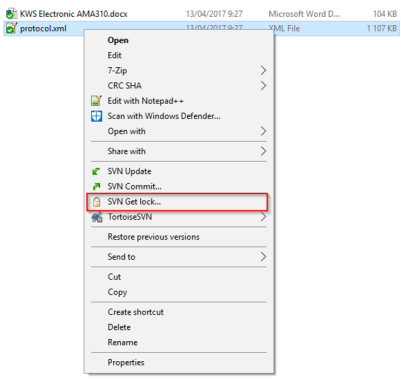 KWS Electronic AMA310.docx 13/04/2017 9:27 Microsoft Word D... 104 KB
protocol.xml 13/04/2017 9:27 XML File 1 107 KB
Open
Edit
7-Zip
CRC SHA
Edit with Notepad++
Scan with Windows Defender...
Open with
Share with
SVN Update
SVN Commit...
SVN Get lock...
TortoiseSVN
Restore previous versions
Send to
Cut
Copy
Create shortcut
Delete
Rename
Properties